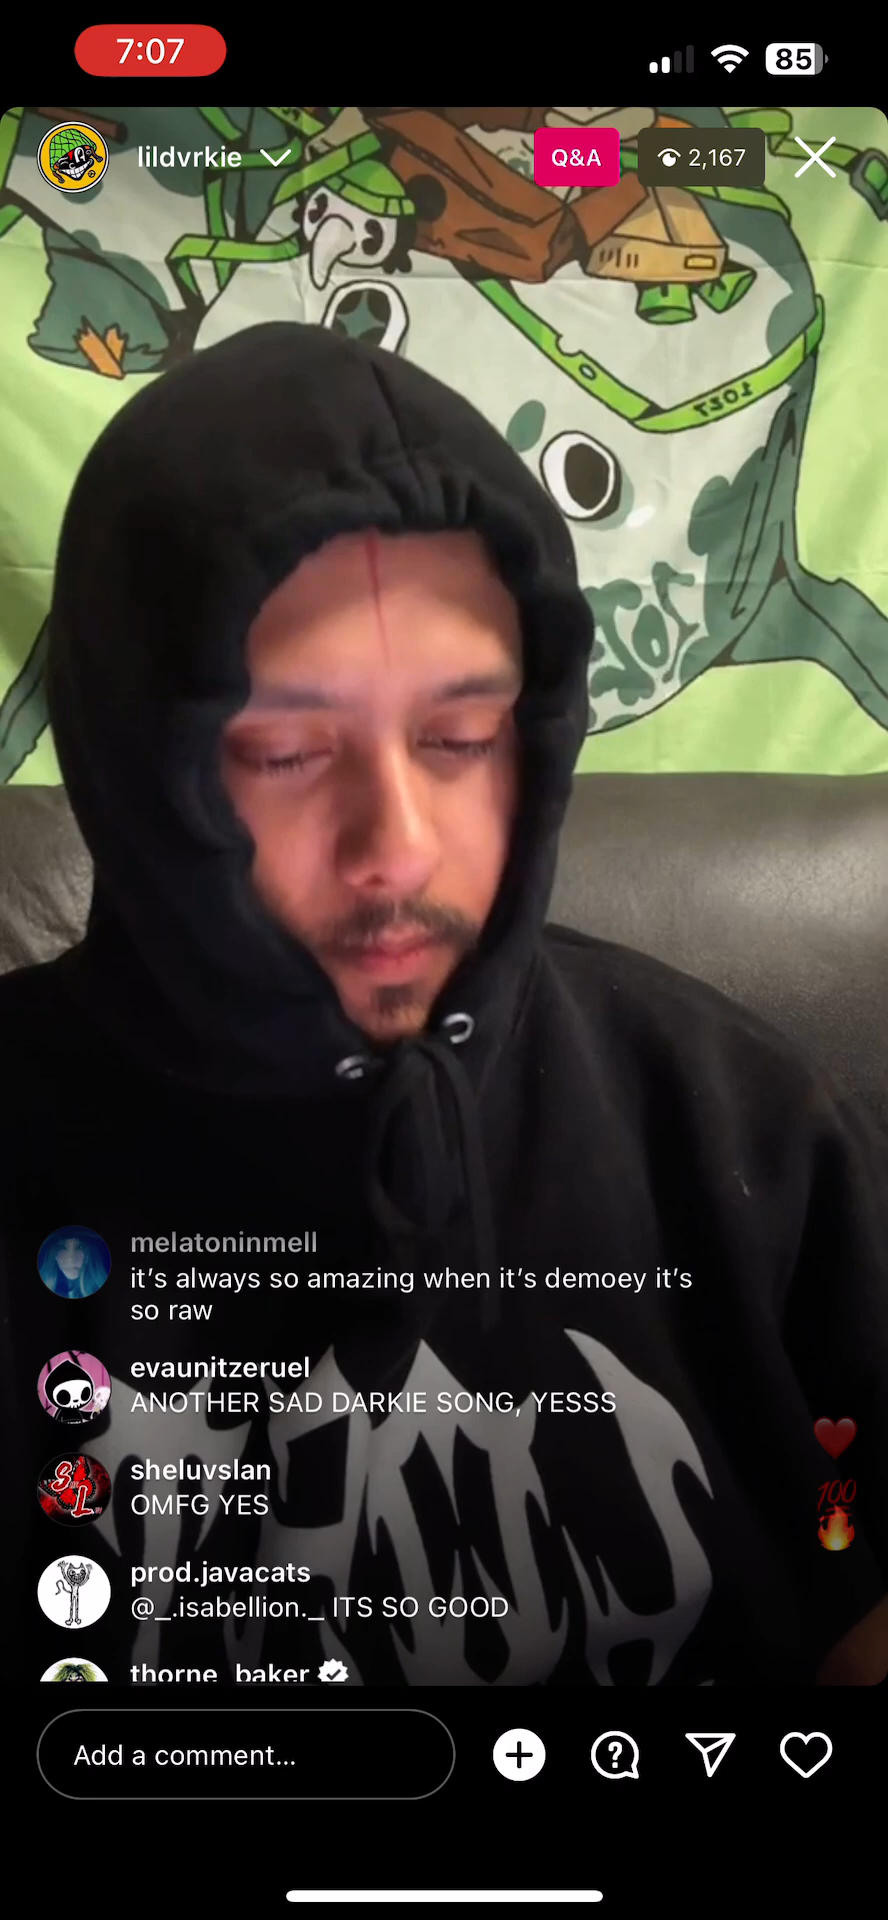 7:07
85
lildvrkie
Q&A
2,167
melatoninmell
it's always so amazing when it's demoey it's
so raw
evaunitzeruel
ANOTHER SAD DARKIE SONG, YESSS
sheluvslan
OMFG YES
prod.javacats
@_.isabellion._ ITS SO GOOD
100
thorne_baker
Add a comment...